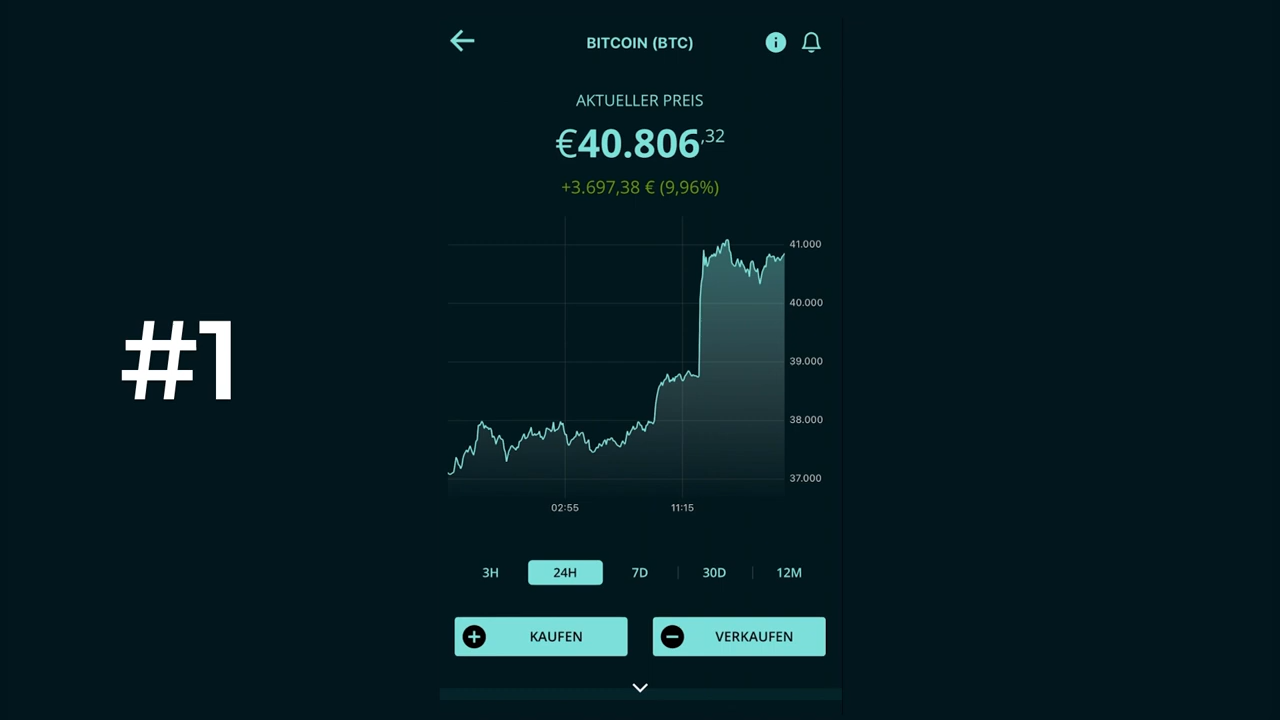 BITCOIN (BTC)
AKTUELLER PREIS
€40.806,32
+3.697,38 € (9,96%)
41.000
40.000
#1
39.000
38.000
37.000
02:55 11:15
3H 24H 7D 30D 12M
KAUFEN VERKAUFEN